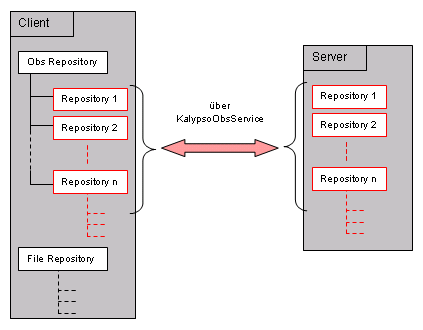 Client
Obs Repository
Repository 1
Repository 2
Repository n
File Repository
über
KalypsoObsService
Server
Repository 1
Repository 2
Repository n